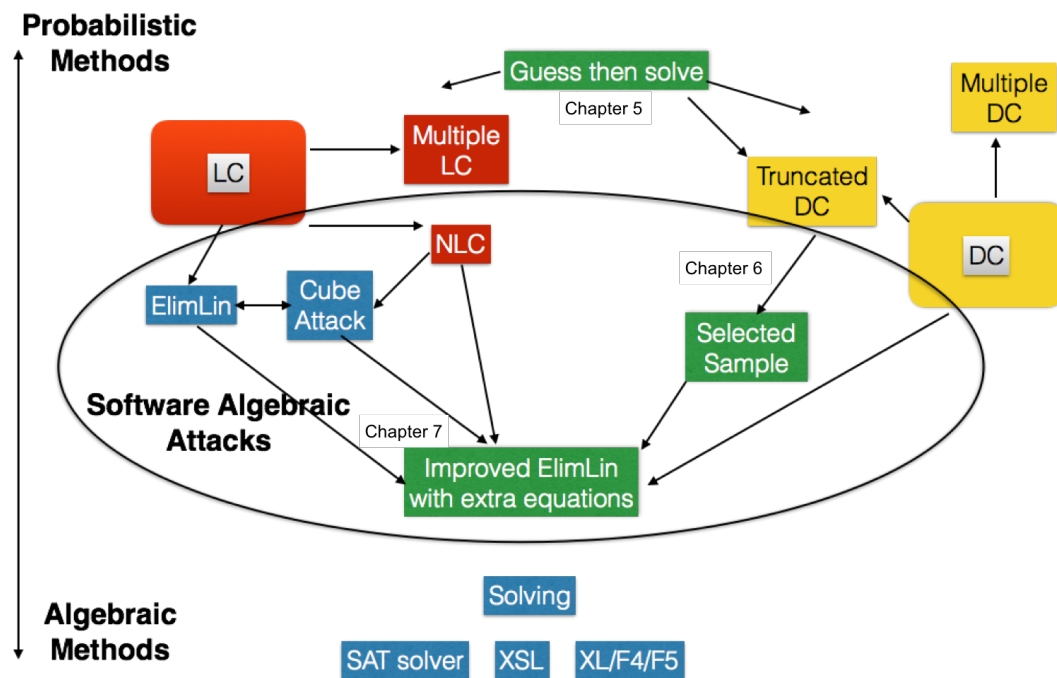 Probabilistic
Methods
Guess then solve
Chapter 5
Multiple
DC
LC
Multiple
LC
Truncated
DC
NLC
DC
Chapter 6
ElimLin
Cube
Attack
Selected
Sample
Software Algebraic
Attacks
Chapter 7
Improved ElimLin
with extra equations
Solving
Algebraic
Methods
SAT solver
XSL
XL/F4/F5